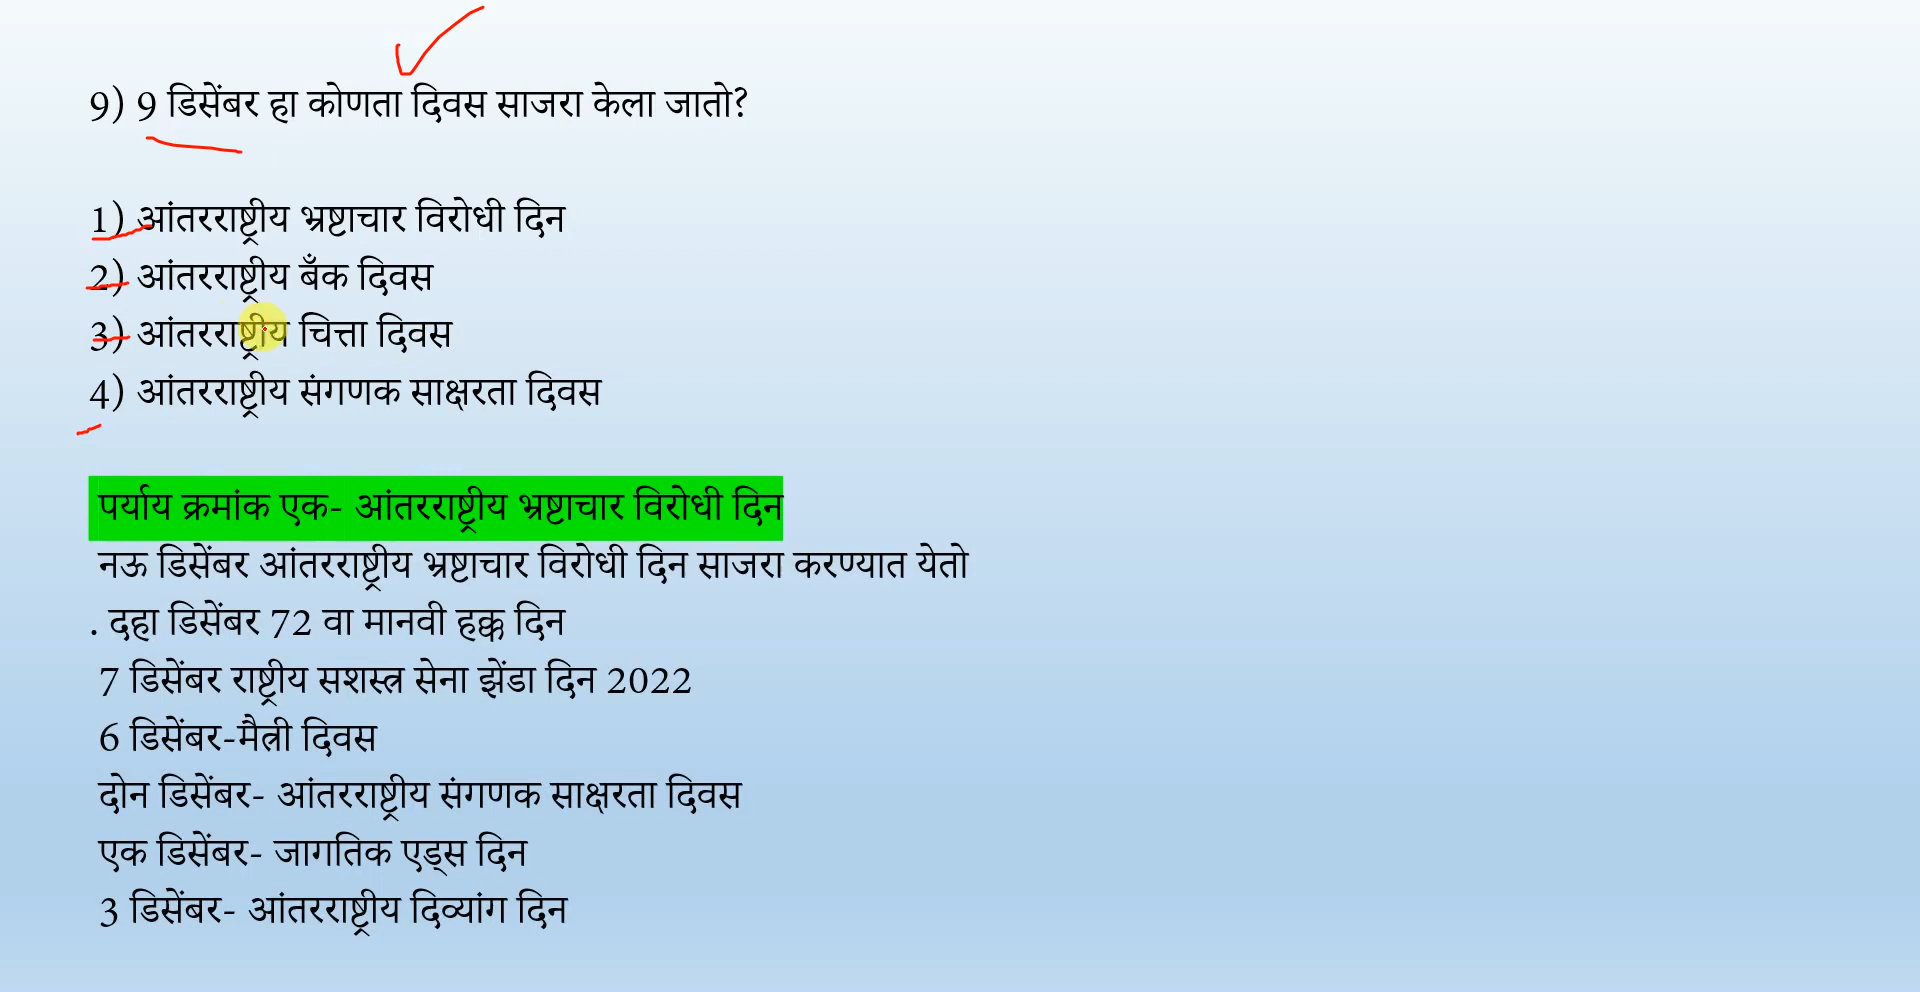 9) 9 डिसेंबर हा कोणता दिवस साजरा केला जातो?
1) आंतरराष्ट्रीय भ्रष्टाचार विरोधी दिन
2) आंतरराष्ट्रीय बँक दिवस
3) आंतरराष्ट्रीय चित्ता दिवस
4) आंतरराष्ट्रीय संगणक साक्षरता दिवस
पर्याय क्रमांक एक- आंतरराष्ट्रीय भ्रष्टाचार विरोधी दिन
नऊ डिसेंबर आंतरराष्ट्रीय भ्रष्टाचार विरोधी दिन साजरा करण्यात येतो
. दहा डिसेंबर 72 वा मानवी हक्क दिन
7 डिसेंबर राष्ट्रीय सशस्त्र सेना झेंडा दिन 2022
6 डिसेंबर-मैत्री दिवस
दोन डिसेंबर- आंतरराष्ट्रीय संगणक साक्षरता दिवस
एक डिसेंबर- जागतिक एड्स दिन
3 डिसेंबर- आंतरराष्ट्रीय दिव्यांग दिन